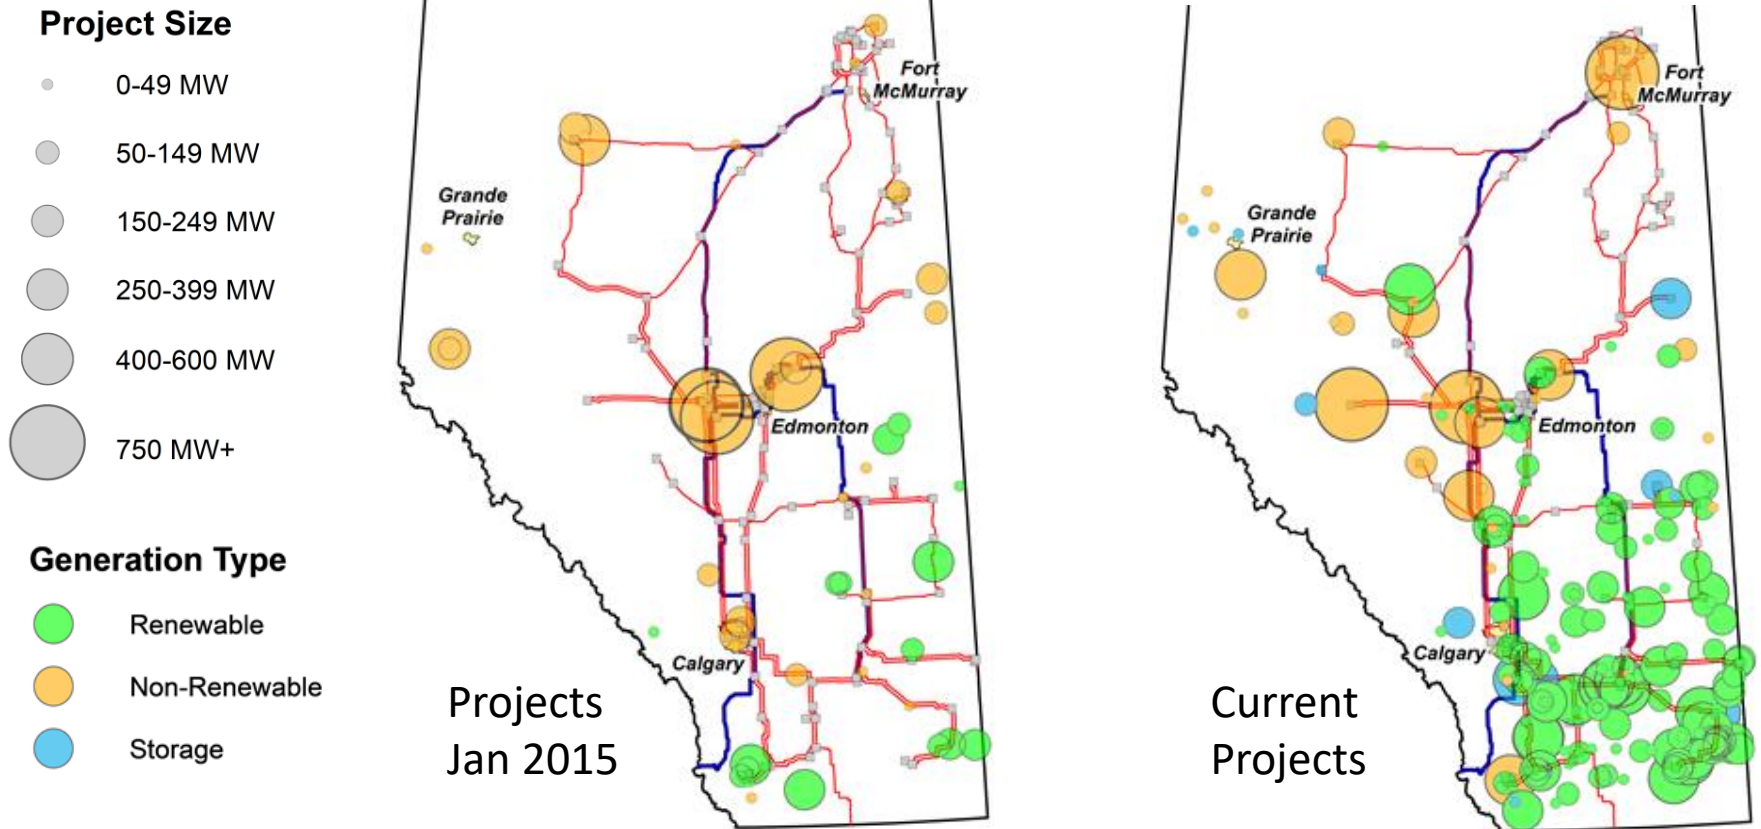 Project Size
0-49 MW
50-149 MW
150-249 MW
250-399 MW
400-600 MW
750 MW+
Generation Type
Renewable
Non-Renewable
Storage
Fort
McMurray
Grande
Prairie
Edmonton
Calgary
Projects
Jan 2015
Fort
McMurray
Grande
Prairie
Edmonton
Calgary
Current
Projects